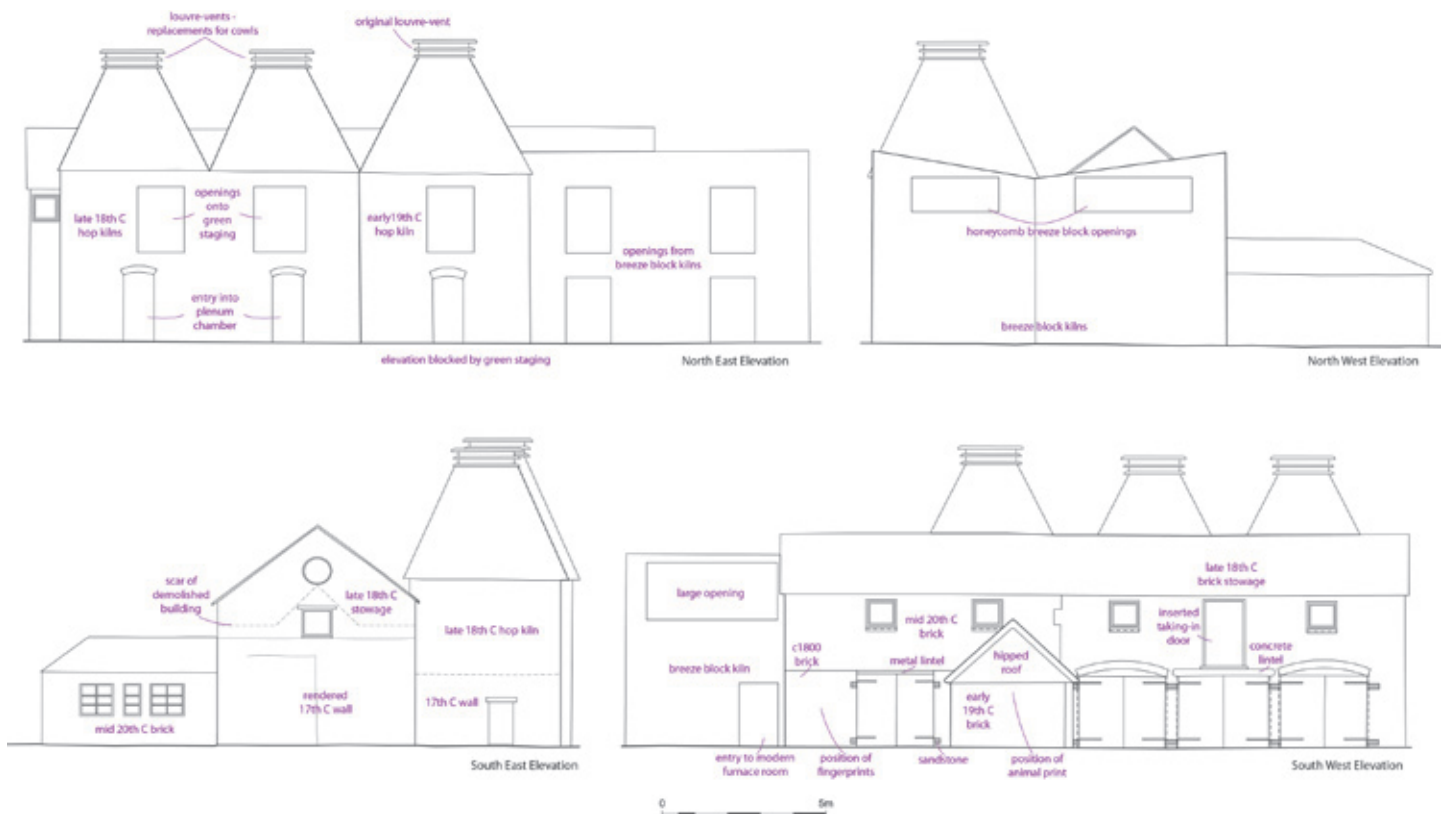 louvre-vents -
replacements for cowls
original louvre-vent
late 18th C
hop kilns
openings
onto
green
staging
early19th C
hop kiln
openings from
breeze block kilns
entry into
plenum
chamber
elevation blocked by green staging
North East Elevation
honeycomb breeze block openings
breeze block kilns
North West Elevation
scar of
demolished
building
late 18th C
stowage
late 18th C hop kiln
rendered
17th C wall
17th C wall
mid 20th C brick
South East Elevation
large opening
late 18th C
brick stowage
mid 20th C
brick
inserted
taking-in
door
c1800
brick
metal lintel
hipped
roof
concrete
lintel
breeze block kiln
early
19th C
brick
entry to modern
furnace room
position of
fingerprints
sandstone
position of
animal print
South West Elevation
0 5m